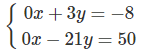 0x + 3y = −8
0x − 21y = 50